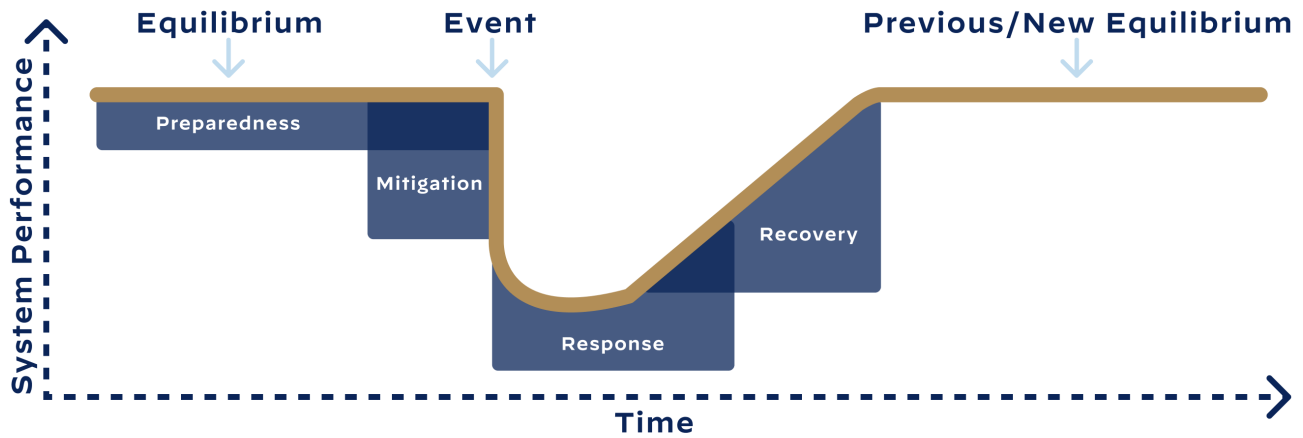 Equilibrium
Event
Previous/New Equilibrium
System Performance
Preparedness
Mitigation
Recovery
Response
Time